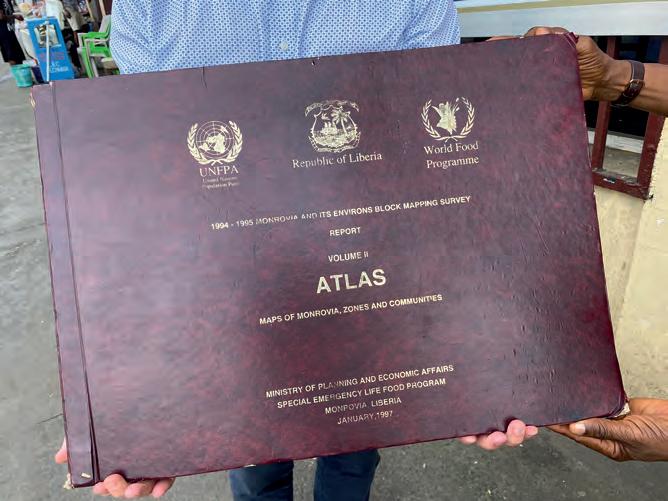 UNFPA
United Nations
Population Fund
Republic of Liberia
World Food
Programme
1994 - 1995 MONROVIA AND ITS ENVIRONS BLOCK MAPPING SURVEY
REPORT
VOLUME II
ATLAS
MAPS OF MONROVIA, ZONES AND COMMUNITIES
MINISTRY OF PLANNING AND ECONOMIC AFFAIRS
SPECIAL EMERGENCY LIFE FOOD PROGRAM
MONROVIA LIBERIA
JANUARY,1997